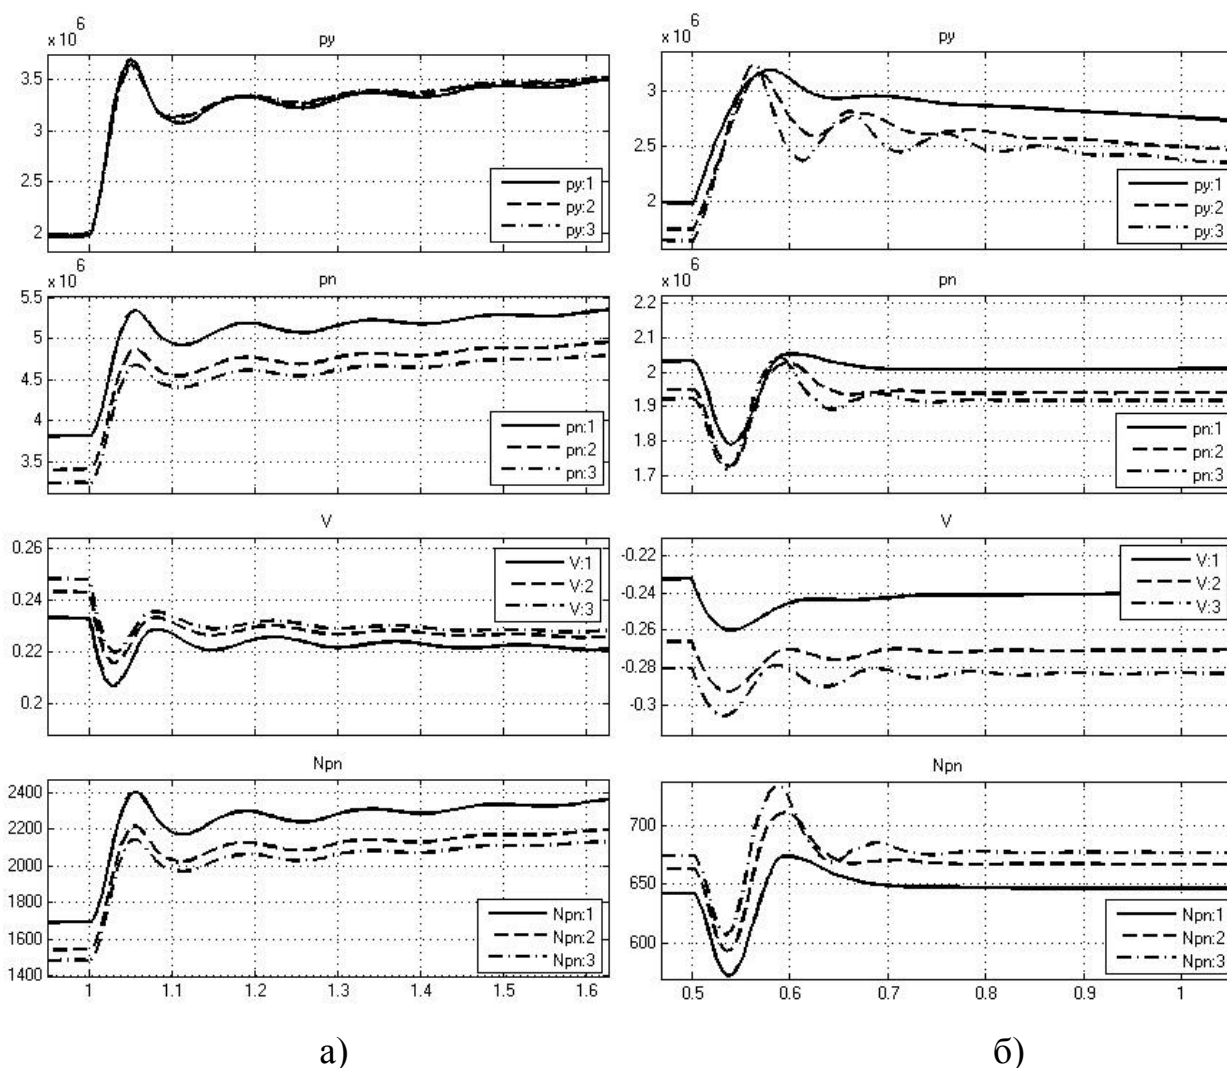 x 10^6
py
3.5
3
2.5
2
py:1
py:2
py:3
x 10^6
pn
5.5
5
4.5
4
3.5
pn:1
pn:2
pn:3
V
0.26
0.24
0.22
0.2
V:1
V:2
V:3
Npn
2400
2200
2000
1800
1600
1400
Npn:1
Npn:2
Npn:3
1 1.1 1.2 1.3 1.4 1.5 1.6
а)
x 10^6
py
3
2.5
2
py:1
py:2
py:3
x 10^6
pn
2.2
2.1
2
1.9
1.8
1.7
pn:1
pn:2
pn:3
V
-0.22
-0.24
-0.26
-0.28
-0.3
V:1
V:2
V:3
Npn
700
650
600
Npn:1
Npn:2
Npn:3
0.5 0.6 0.7 0.8 0.9 1
б)